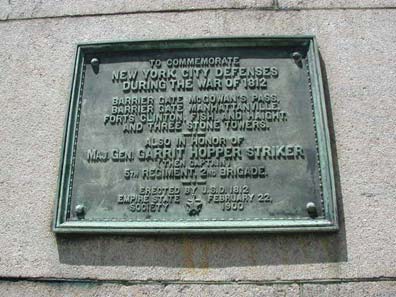 TO COMMEMORATE
NEW YORK CITY DEFENSES
DURING THE WAR OF 1812
BARRIER GATE McGOWAN'S PASS,
BARRIER GATE MANHATTANVILLE,
FORTS CLINTON, FISH AND HAIGHT,
AND THREE STONE TOWERS.
ALSO IN HONOR OF
MAJ. GEN. GARRIT HOPPER STRIKER
(THEN CAPTAIN)
5TH REGIMENT, 2ND BRIGADE.
ERECTED BY U.S.D. 1812
EMPIRE STATE FEBRUARY 22,
SOCIETY 1900